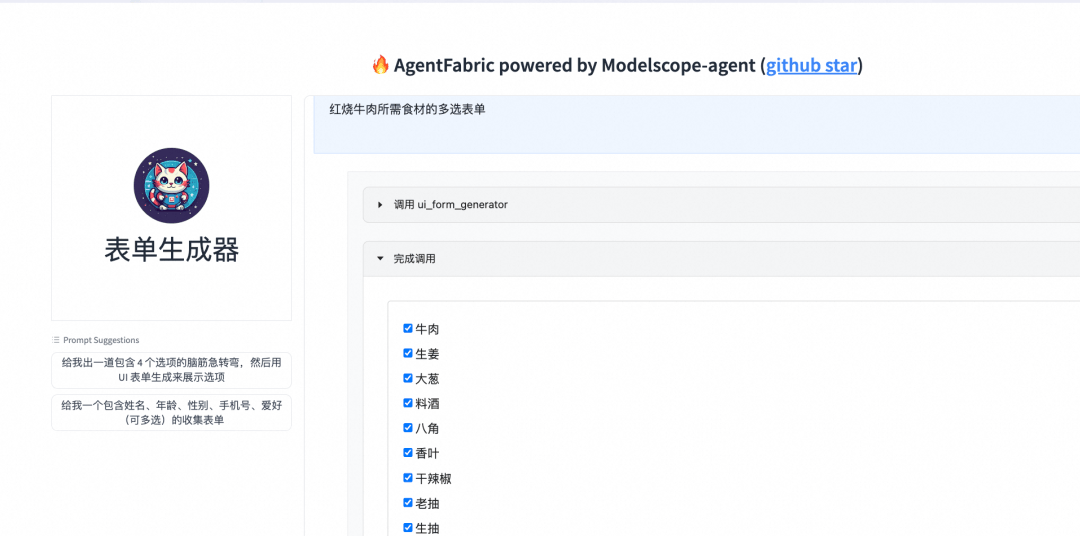 🔥 AgentFabric powered by Modelscope-agent (github star)
表单生成器
Prompt Suggestions
给我出一道包含 4 个选项的脑筋急转弯，然后用
UI 表单生成来展示选项
给我一个包含姓名、年龄、性别、手机号、爱好
（可多选）的收集表单
红烧牛肉所需食材的多选表单
调用 ui_form_generator
完成调用
牛肉
生姜
大葱
料酒
八角
香叶
干辣椒
老抽
生抽